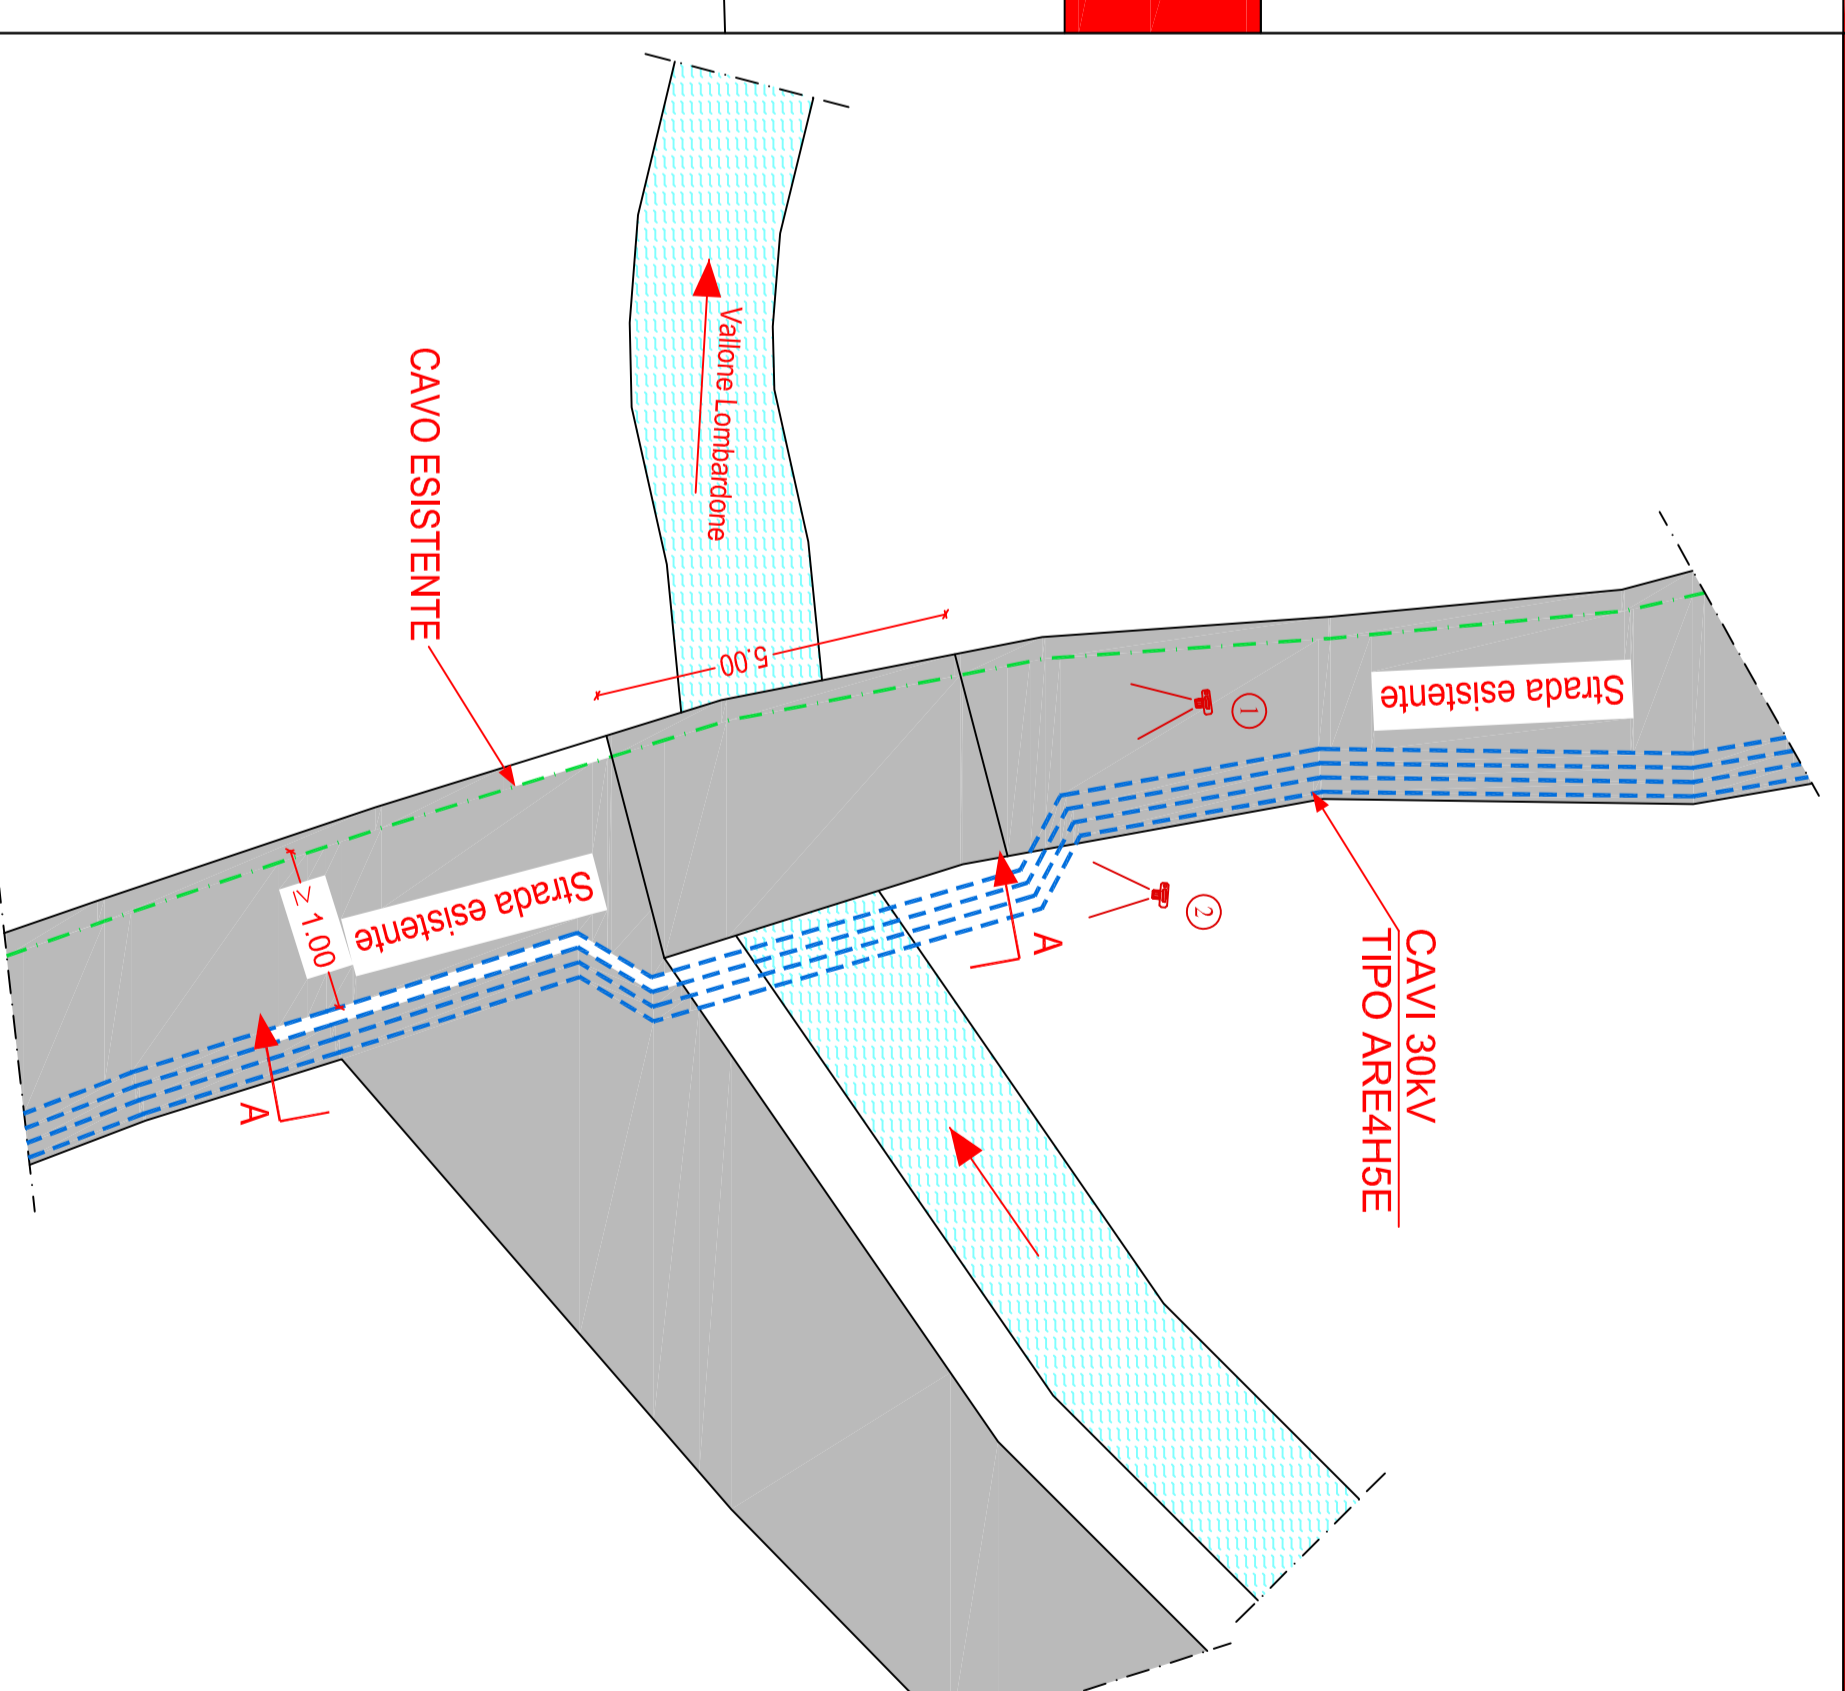 Vallone Lombardone
CAVO ESISTENTE
5.00
Strada esistente
1
2
A
CAVI 30kV
TIPO ARE4H5E
Strada esistente
≥ 1.00
A